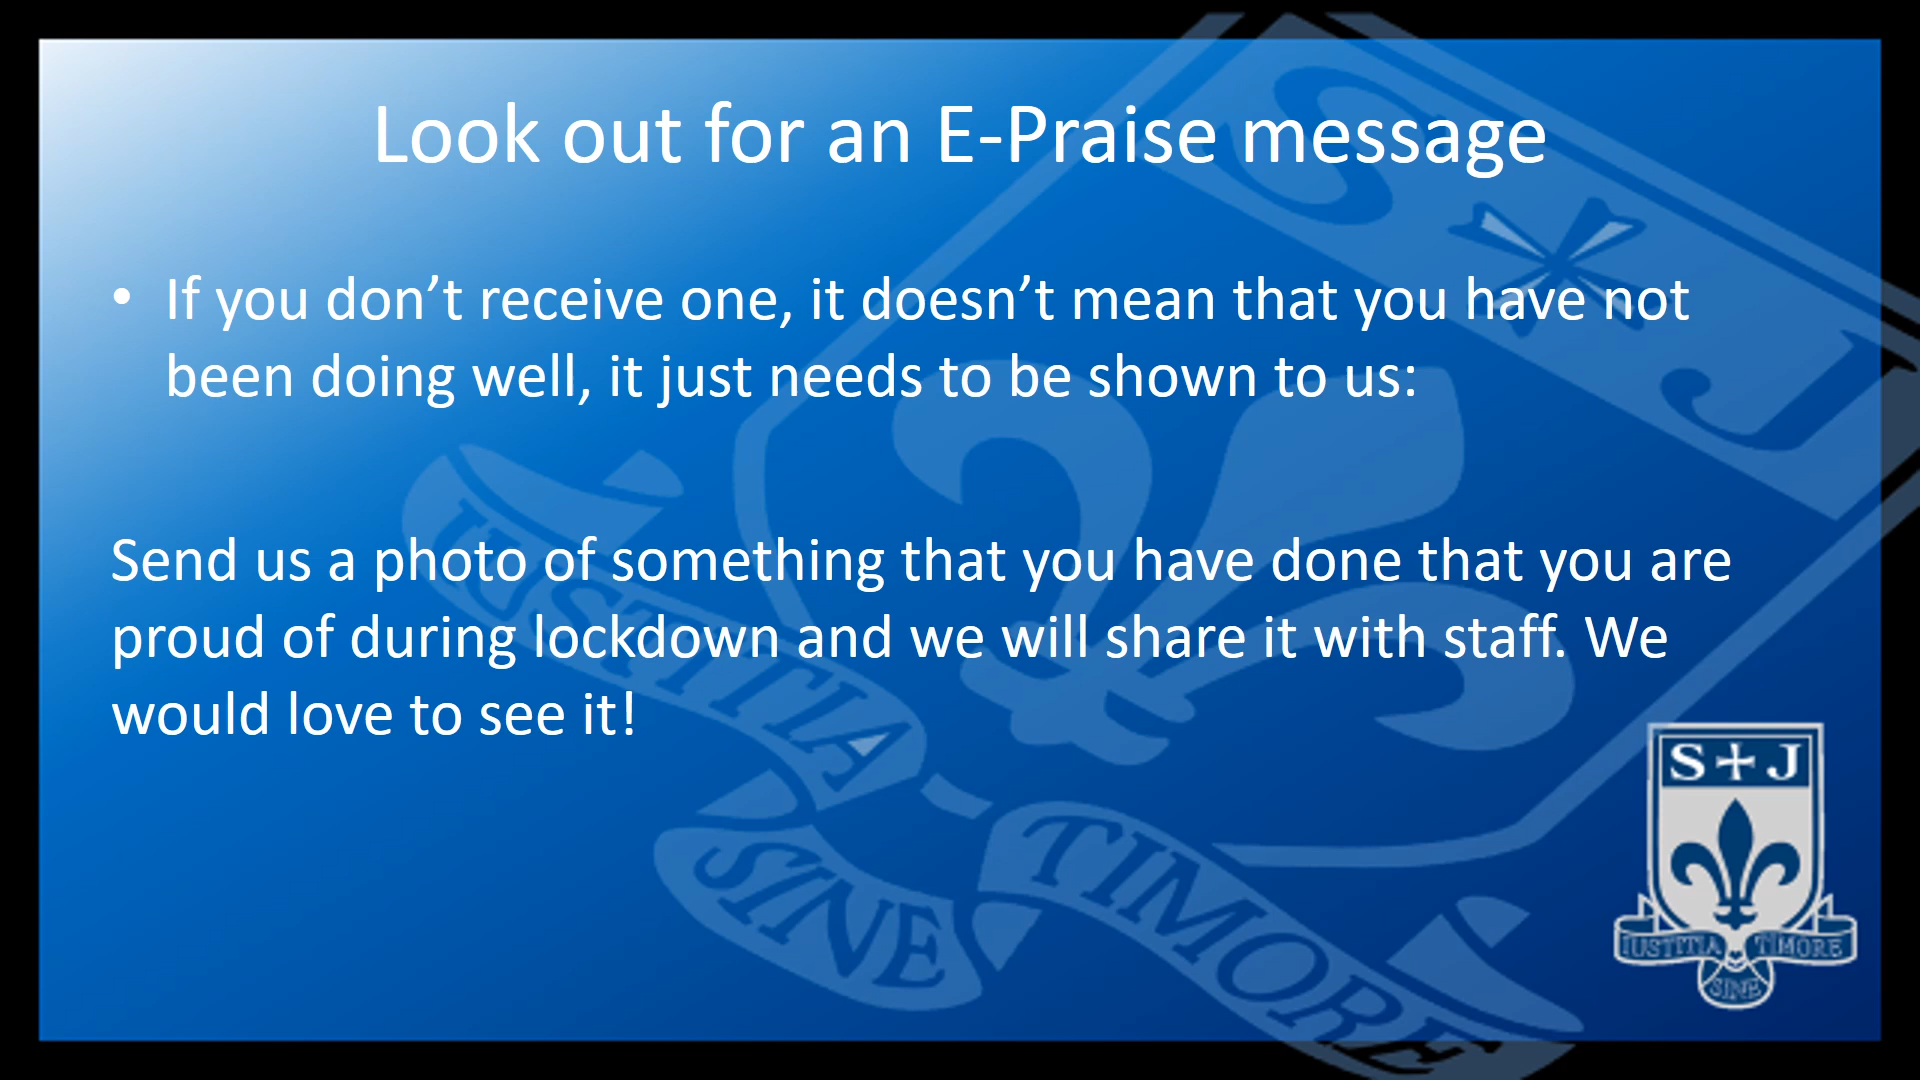 Look out for an E-Praise message
• If you don’t receive one, it doesn’t mean that you have not
been doing well, it just needs to be shown to us:
Send us a photo of something that you have done that you are
proud of during lockdown and we will share it with staff. We
would love to see it!
S J
IUSTITIA
SINE
TIMORE
S J
IUSTITIA TIMORE
SINE